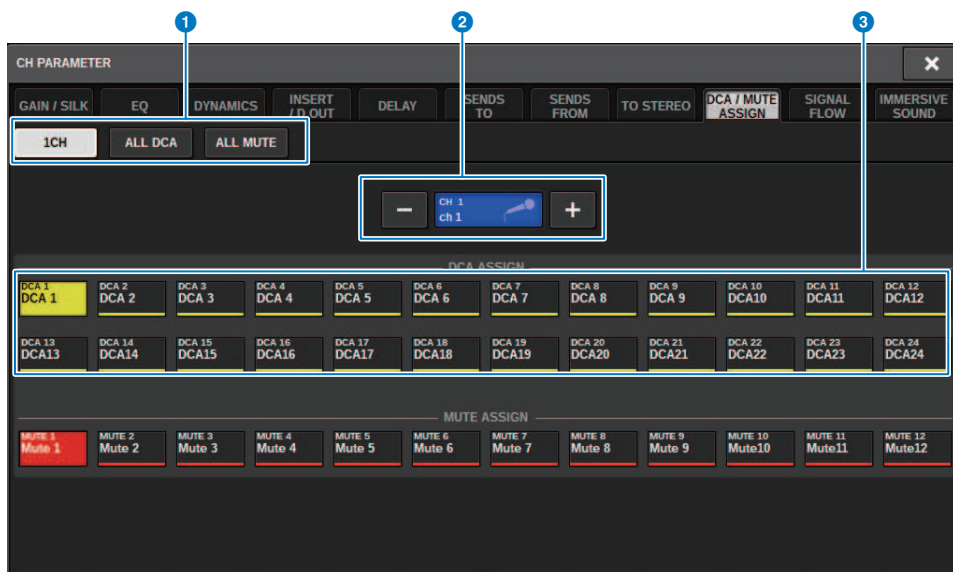 1 2 3
CH PARAMETER
GAIN / SILK EQ DYNAMICS INSERT / D.OUT DELAY SENDS TO SENDS FROM TO STEREO DCA / MUTE ASSIGN SIGNAL FLOW IMMERSIVE SOUND
1CH ALL DCA ALL MUTE
CH 1
ch 1
DCA ASSIGN
DCA 1 DCA 2 DCA 3 DCA 4 DCA 5 DCA 6 DCA 7 DCA 8 DCA 9 DCA 10 DCA 11 DCA 12
DCA 1 DCA 2 DCA 3 DCA 4 DCA 5 DCA 6 DCA 7 DCA 8 DCA 9 DCA10 DCA11 DCA12
DCA 13 DCA 14 DCA 15 DCA 16 DCA 17 DCA 18 DCA 19 DCA 20 DCA 21 DCA 22 DCA 23 DCA 24
DCA13 DCA14 DCA15 DCA16 DCA17 DCA18 DCA19 DCA20 DCA21 DCA22 DCA23 DCA24
MUTE ASSIGN
MUTE 1 MUTE 2 MUTE 3 MUTE 4 MUTE 5 MUTE 6 MUTE 7 MUTE 8 MUTE 9 MUTE 10 MUTE 11 MUTE 12
Mute 1 Mute 2 Mute 3 Mute 4 Mute 5 Mute 6 Mute 7 Mute 8 Mute 9 Mute10 Mute11 Mute12